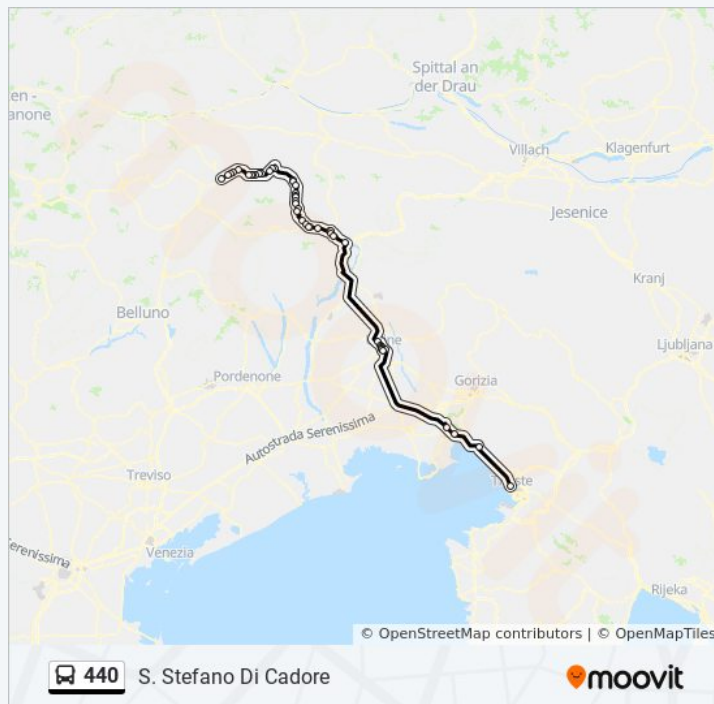 Spittal an
der Drau
en -
anone
Villach
Klagenfurt
Jesenice
Kranj
Belluno
Ljubljana
Pordenone
Gorizia
Autostrada Serenissima
Treviso
Trieste
Serenissima
Venezia
Rijeka
© OpenStreetMap contributors | © OpenMapTiles
440 S. Stefano Di Cadore
moovit